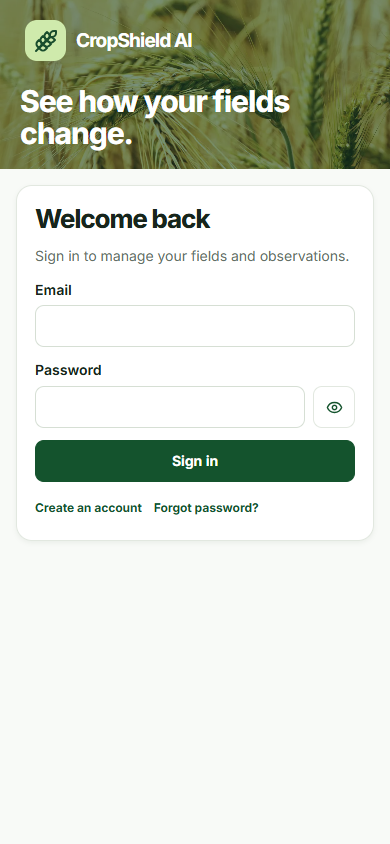 CropShield AI
See how your fields
change.
Welcome back
Sign in to manage your fields and observations.
Email
Password
Sign in
Create an account Forgot password?